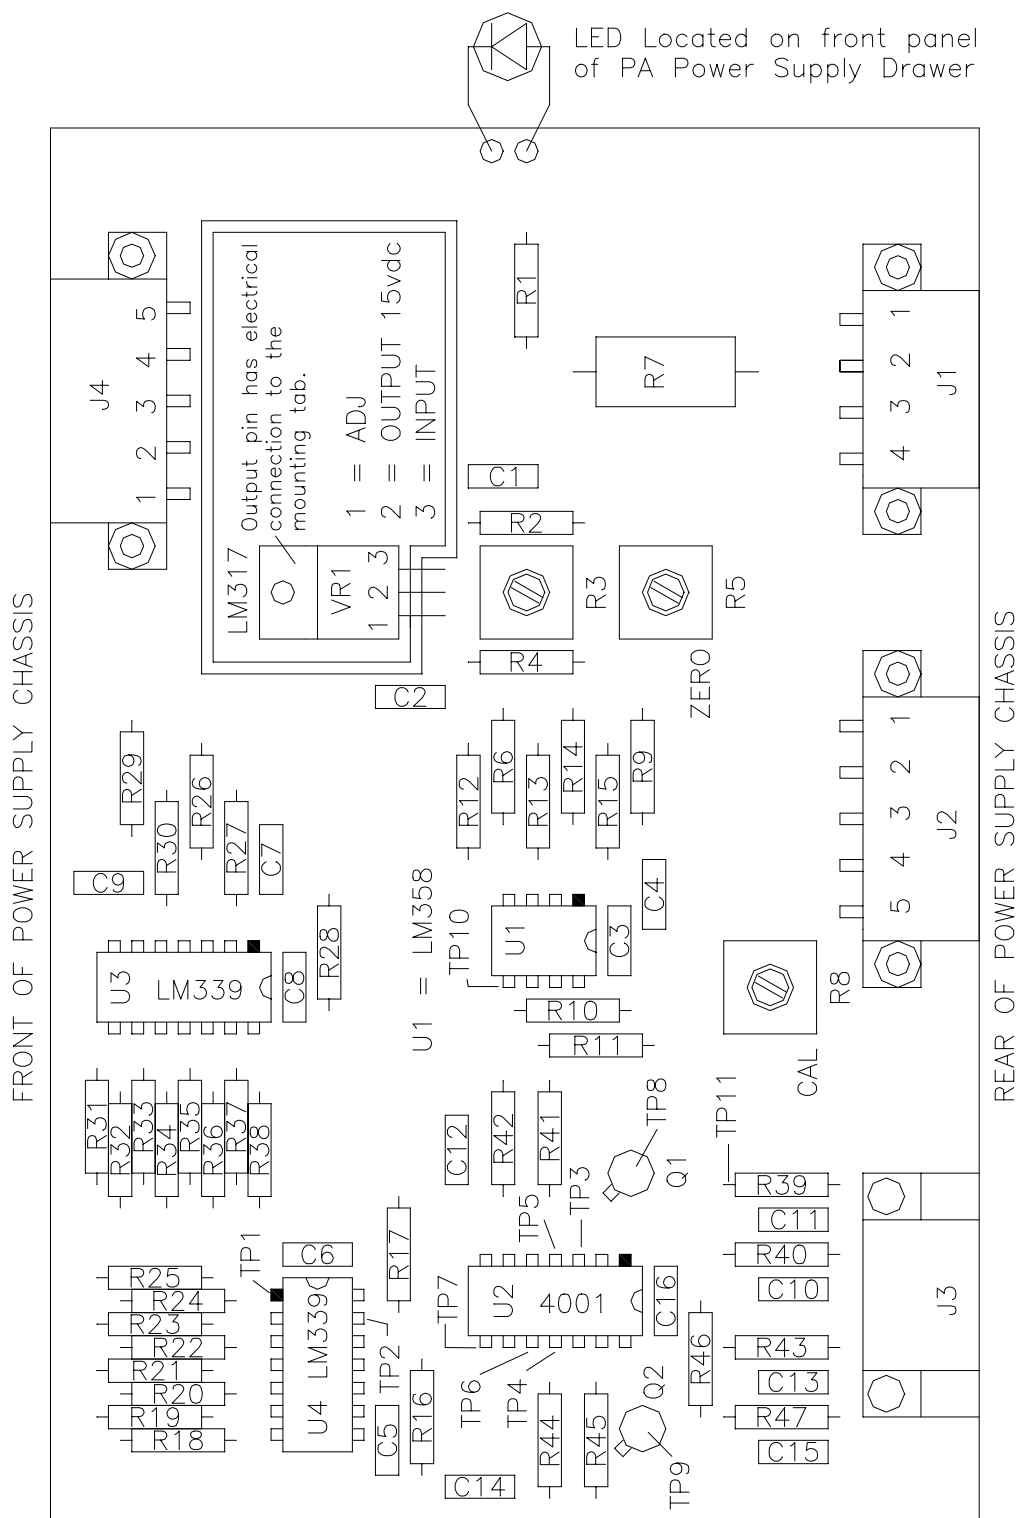 LED Located on front panel
of PA Power Supply Drawer
FRONT OF POWER SUPPLY CHASSIS
REAR OF POWER SUPPLY CHASSIS
J4
1 2 3 4 5
LM317
Output pin has electrical
connection to the
mounting tab.
1 = ADJ
2 = OUTPUT 15vdc
3 = INPUT
VR1
1 2 3
R1
R7
J1
4 3 2 1
C1
R2
R3
R5
ZERO
R4
C2
R29
R30
R26
R27
C7
C9
R12
R6
R13
R14
R15
R9
J2
5 4 3 2 1
U3
LM339
C8
R28
U1 = LM358
TP10
U1
C3
C4
R10
R11
R8
CAL
R31
R32
R33
R34
R35
R36
R37
R38
C12
R42
R41
TP8
Q1
TP11
R39
C11
R40
C10
R43
C13
R47
C15
J3
TP1
C6
R17
TP5
TP3
TP7
U2
4001
C16
R46
R25
R24
R23
R22
R21
R20
R19
R18
U4
LM339
TP2
C5
R16
TP6
TP4
R44
R45
Q2
TP9
C14